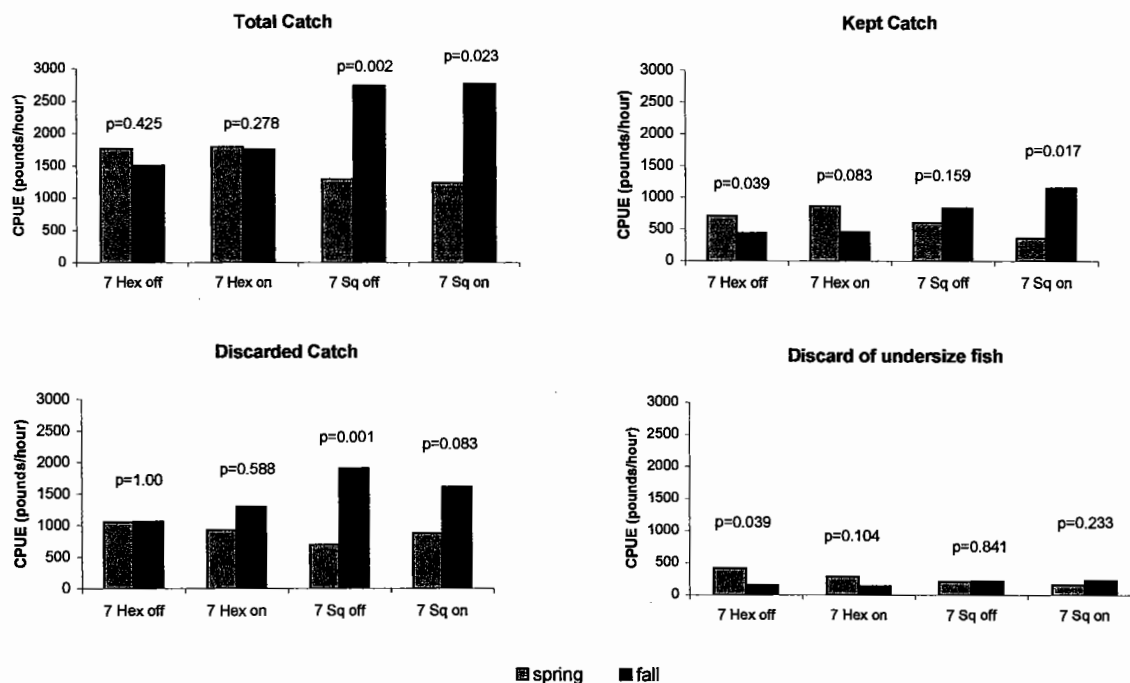 Total Catch
CPUE (pounds/hour)
3000
2500
2000
1500
1000
500
0
p=0.425
p=0.278
p=0.002
p=0.023
7 Hex off
7 Hex on
7 Sq off
7 Sq on
Kept Catch
CPUE (pounds/hour)
3000
2500
2000
1500
1000
500
0
p=0.039
p=0.083
p=0.159
p=0.017
7 Hex off
7 Hex on
7 Sq off
7 Sq on
Discarded Catch
CPUE (pounds/hour)
3000
2500
2000
1500
1000
500
0
p=1.00
p=0.588
p=0.001
p=0.083
7 Hex off
7 Hex on
7 Sq off
7 Sq on
Discard of undersize fish
CPUE (pounds/hour)
3000
2500
2000
1500
1000
500
0
p=0.039
p=0.104
p=0.841
p=0.233
7 Hex off
7 Hex on
7 Sq off
7 Sq on
spring
fall